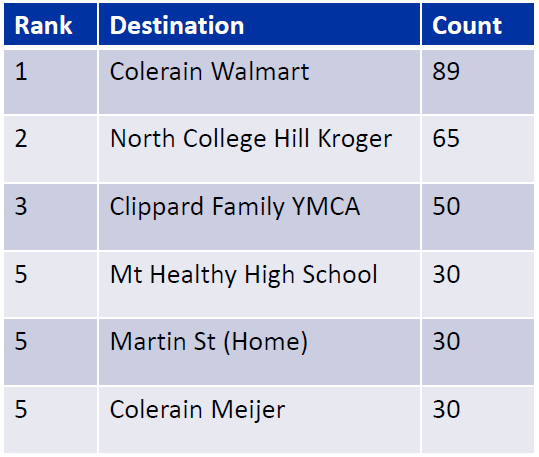 Rank Destination Count
1 Colerain Walmart 89
2 North College Hill Kroger 65
3 Clippard Family YMCA 50
5 Mt Healthy High School 30
5 Martin St (Home) 30
5 Colerain Meijer 30